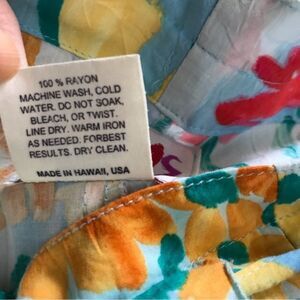 100 % RAYON
MACHINE WASH, COLD
WATER. DO NOT SOAK,
BLEACH, OR TWIST.
LINE DRY. WARM IRON
AS NEEDED. FORBEST
RESULTS. DRY CLEAN.
MADE IN HAWAII, USA